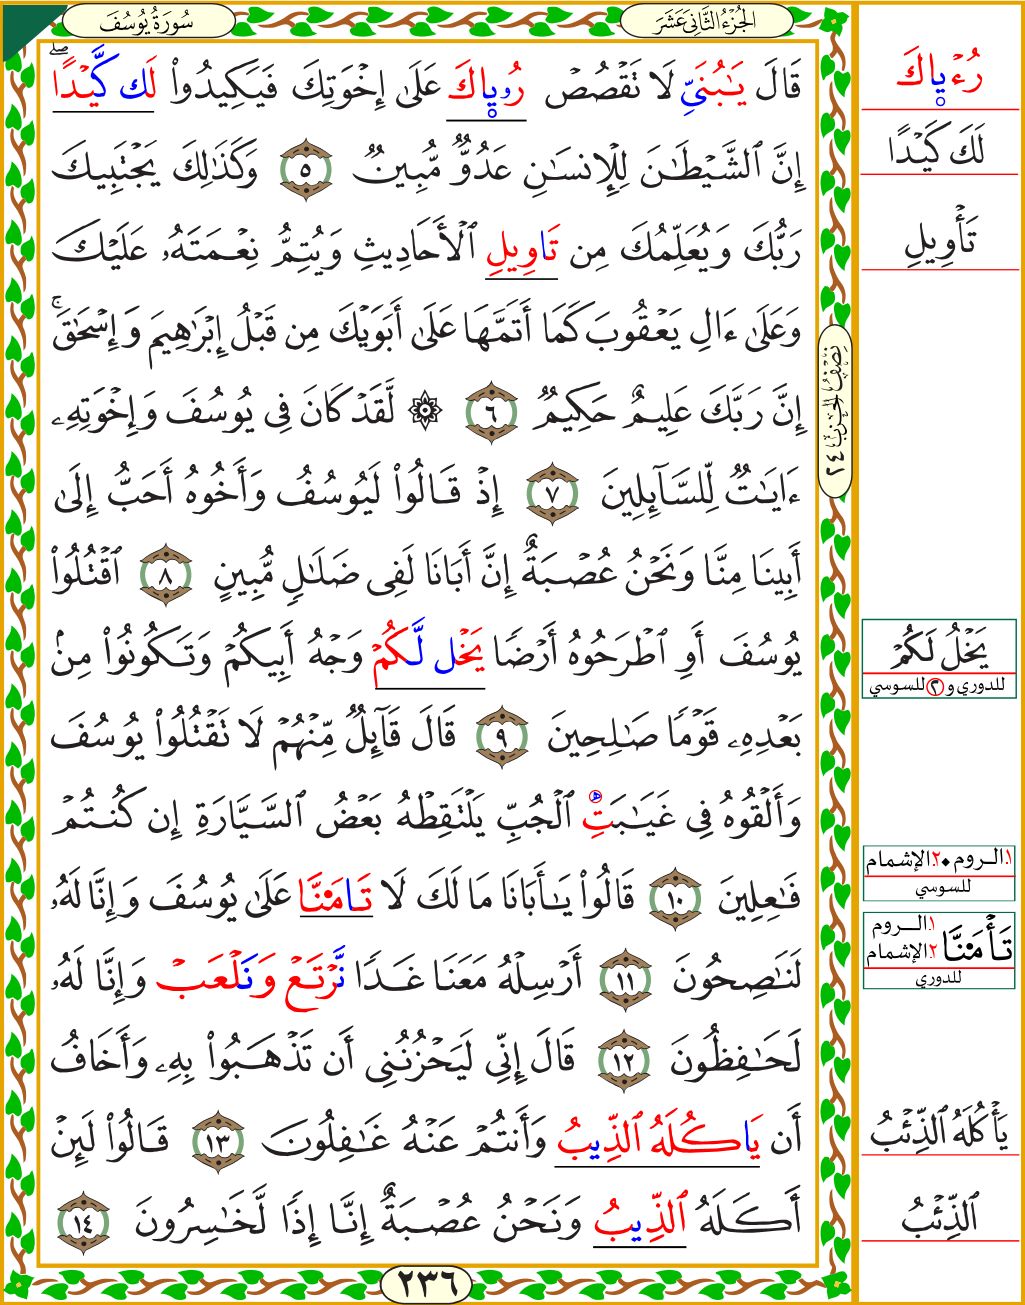 سُورَةُ يُوسُفَ
الجُزْءُ الثَّانِيَ عَشَرَ
قَالَ يَٰبُنَيِّ لَا تَقْصُصْ رُوۡيٜاكَ عَلَىٰٓ إِخْوَتِكَ فَيَكِيدُواْ لَك كَّيْدًاۖ
إِنَّ ٱلشَّيْطَٰنَ لِلْإِنسَٰنِ عَدُوٌّ مُّبِينٌ ٥ وَكَذَٰلِكَ يَجْتَبِيكَ
رَبُّكَ وَيُعَلِّمُكَ مِن تَاوِيلِ ٱلْأَحَادِيثِ وَيُتِمُّ نِعْمَتَهُۥ عَلَيْكَ
وَعَلَىٰٓ ءَالِ يَعْقُوبَ كَمَآ أَتَمَّهَا عَلَىٰٓ أَبَوَيْكَ مِن قَبْلُ إِبْرَٰهِيمَ وَإِسْحَٰقَۚ
إِنَّ رَبَّكَ عَلِيمٌ حَكِيمٌ ٦ ۞ لَّقَدْ كَانَ فِي يُوسُفَ وَإِخْوَتِهِۦٓ
ءَايَٰتٌ لِّلسَّآئِلِينَ ٧ إِذْ قَالُواْ لَيُوسُفُ وَأَخُوهُ أَحَبُّ إِلَىٰٓ
أَبِينَا مِنَّا وَنَحْنُ عُصْبَةٌ إِنَّ أَبَانَا لَفِي ضَلَٰلٍ مُّبِينٍ ٨ ٱقْتُلُواْ
يُوسُفَ أَوِ ٱطْرَحُوهُ أَرْضًا يَخْل لَّكُمْ وَجْهُ أَبِيكُمْ وَتَكُونُواْ مِنۢ
بَعْدِهِۦ قَوْمًا صَٰلِحِينَ ٩ قَالَ قَآئِلٌ مِّنْهُمْ لَا تَقْتُلُواْ يُوسُفَ
وَأَلْقُوهُ فِي غَيَٰبَتِ ٱلْجُبِّ يَلْتَقِطْهُ بَعْضُ ٱلسَّيَّارَةِ إِن كُنتُمْ
فَٰعِلِينَ ١٠ قَالُواْ يَٰٓأَبَانَا مَا لَكَ لَا تَامَ۬نَّا عَلَىٰ يُوسُفَ وَإِنَّا لَهُۥ
لَنَٰصِحُونَ ١١ أَرْسِلْهُ مَعَنَا غَدًا نَّرْتَعْ وَنَلْعَبْ وَإِنَّا لَهُۥ
لَحَٰفِظُونَ ١٢ قَالَ إِنِّي لَيَحْزُنُنِيٓ أَن تَذْهَبُواْ بِهِۦ وَأَخَافُ
أَن يَاكُلَهُ ٱلذِّيبُ وَأَنتُمْ عَنْهُ غَٰفِلُونَ ١٣ قَالُواْ لَئِنْ
أَكَلَهُ ٱلذِّيبُ وَنَحْنُ عُصْبَةٌ إِنَّآ إِذًا لَّخَٰسِرُونَ ١٤
٢٣٦
نِصْفُ الحِزْبِ ٢٤
رُءْيٜاكَ
لَكَ كَيْدًا
تَأْوِيلِ
يَخْلُ لَكُمْ
للدوري و ٢ للسوسي
١.الروم ٢.الإشمام
للسوسي
تَأْمَ۬نَّا
١.الروم
٢.الإشمام
للدوري
يَأْكُلَهُ ٱلذِّئْبُ
ٱلذِّئْبُ